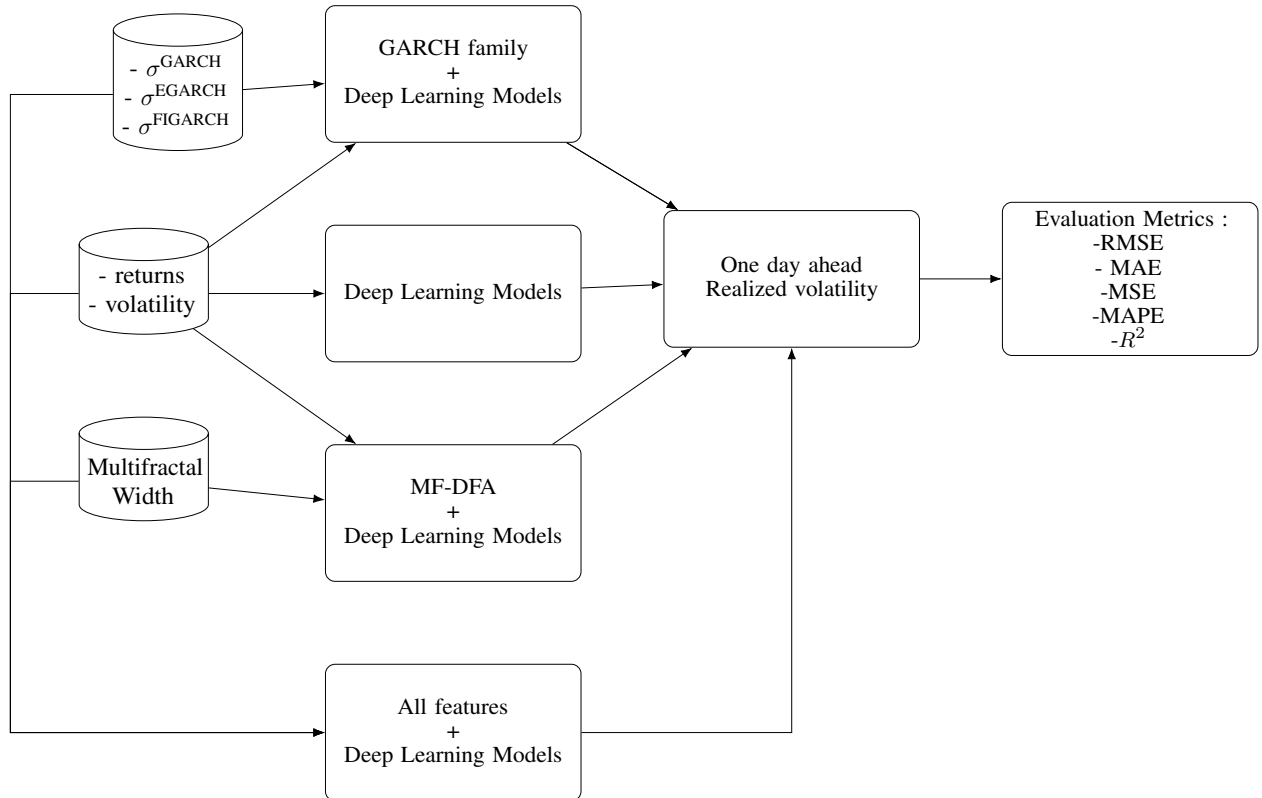 - σ^GARCH
- σ^EGARCH
- σ^FIGARCH
GARCH family
+
Deep Learning Models
- returns
- volatility
Deep Learning Models
One day ahead
Realized volatility
Evaluation Metrics :
-RMSE
- MAE
-MSE
-MAPE
-R²
Multifractal
Width
MF-DFA
+
Deep Learning Models
All features
+
Deep Learning Models